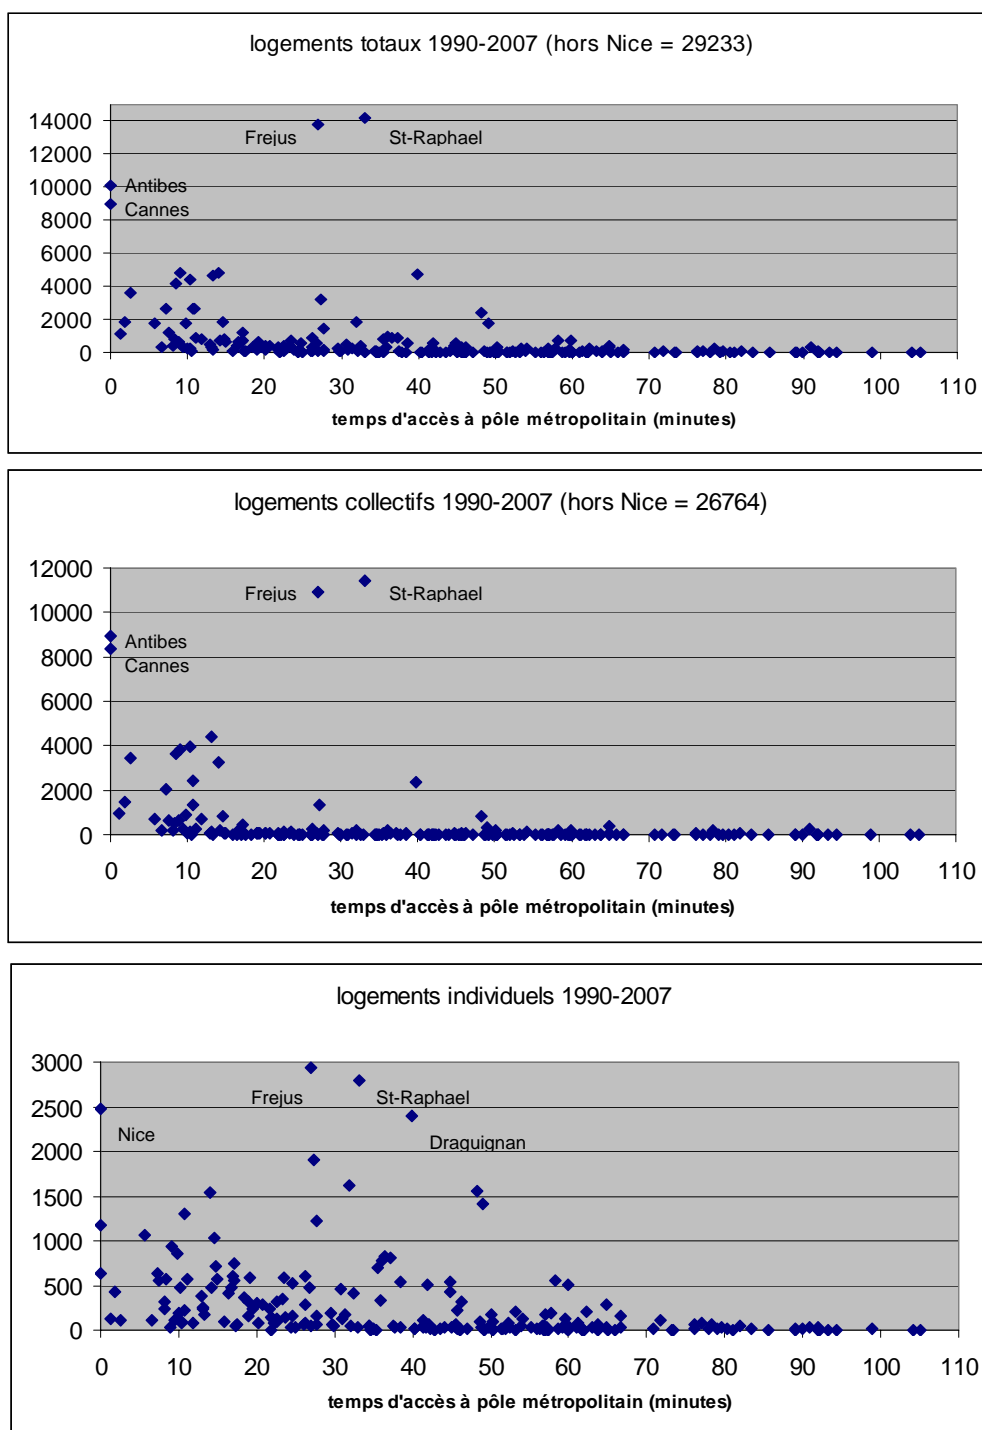 logements totaux 1990-2007 (hors Nice = 29233)
14000
Frejus St-Raphael
12000
10000
Antibes
Cannes
8000
6000
4000
2000
0
0 10 20 30 40 50 60 70 80 90 100 110
temps d'accès à pôle métropolitain (minutes)
logements collectifs 1990-2007 (hors Nice = 26764)
12000
Frejus St-Raphael
10000
Antibes
8000
Cannes
6000
4000
2000
0
0 10 20 30 40 50 60 70 80 90 100 110
temps d'accès à pôle métropolitain (minutes)
logements individuels 1990-2007
3000
Frejus St-Raphael
2500
Nice
Draguignan
2000
1500
1000
500
0
0 10 20 30 40 50 60 70 80 90 100 110
temps d'accès à pôle métropolitain (minutes)